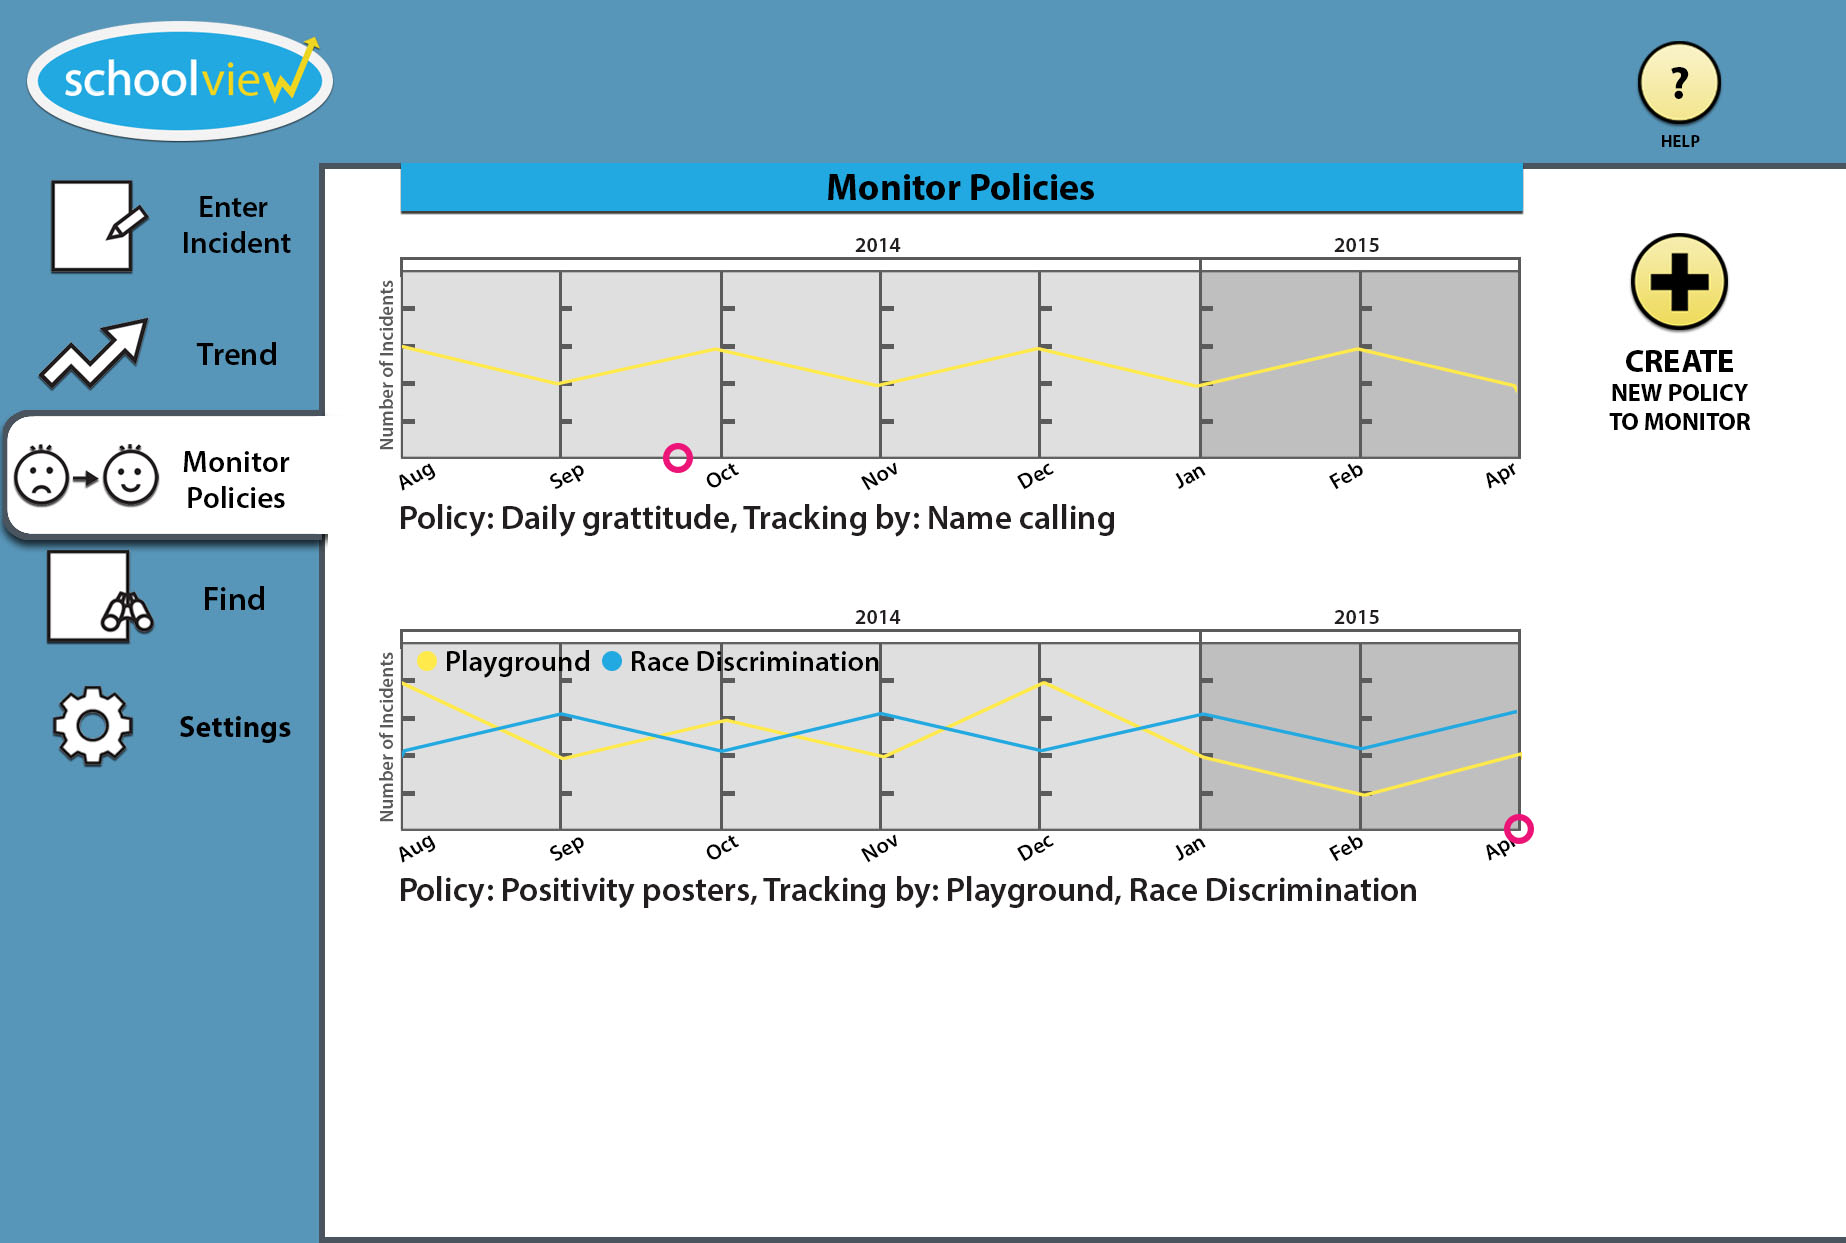 schoolview
?
HELP
Enter
Incident
Trend
Monitor
Policies
Find
Settings
Monitor Policies
2014 2015
Number of Incidents
Aug Sep Oct Nov Dec Jan Feb Apr
Policy: Daily grattitude, Tracking by: Name calling
2014 2015
Playground Race Discrimination
Number of Incidents
Aug Sep Oct Nov Dec Jan Feb Apr
Policy: Positivity posters, Tracking by: Playground, Race Discrimination
CREATE
NEW POLICY
TO MONITOR